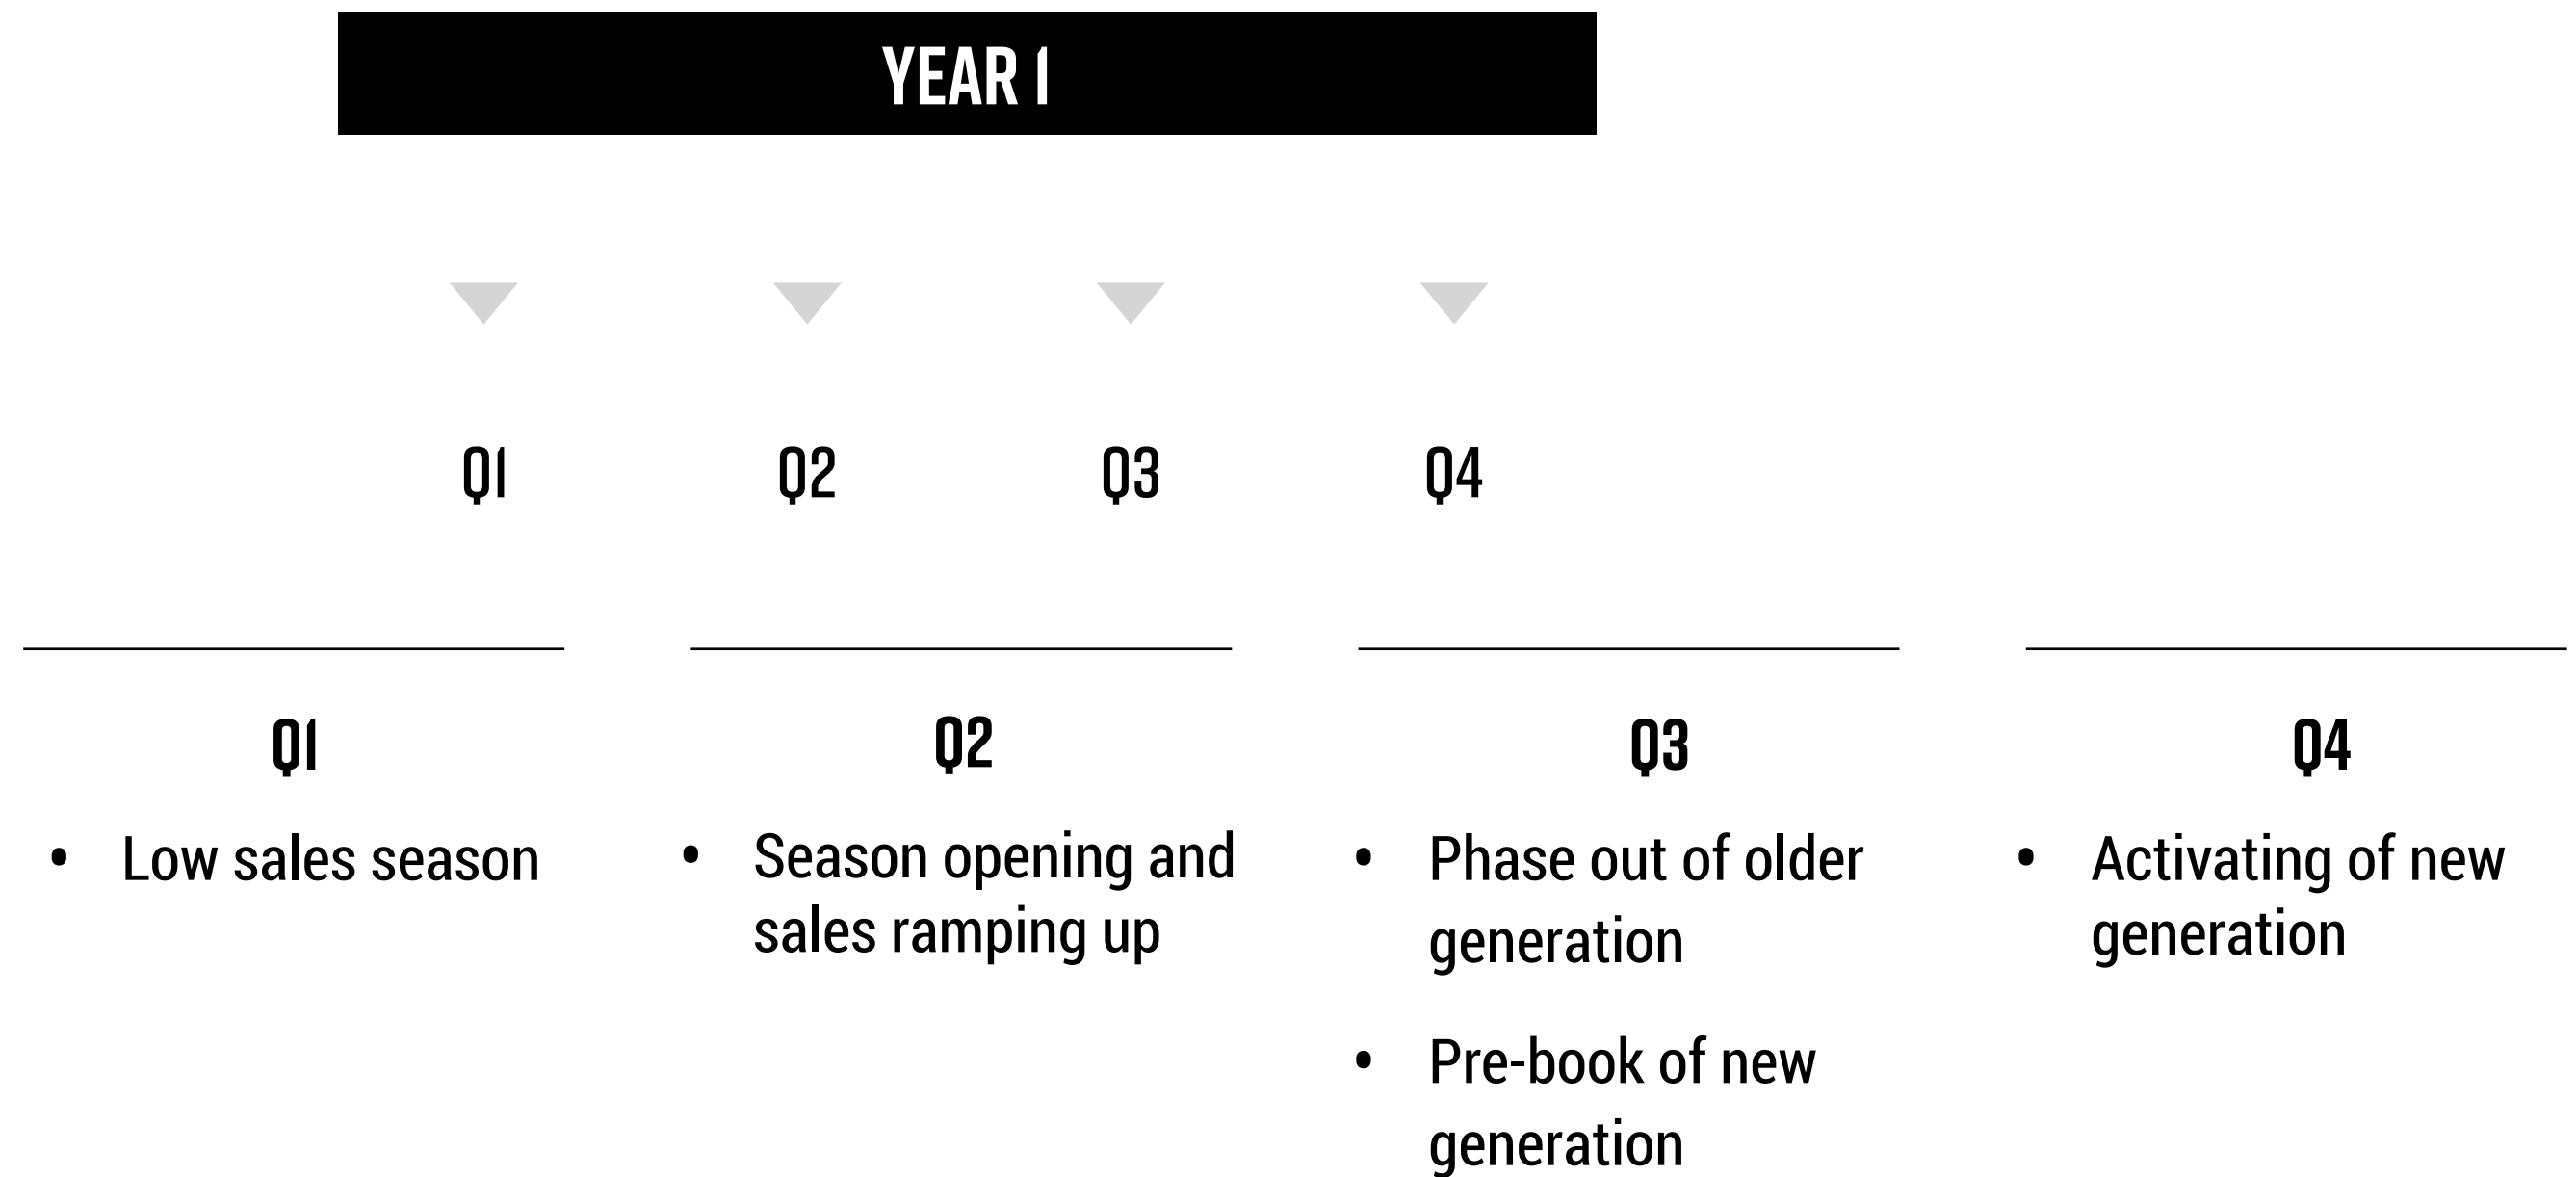 YEAR 1
Q1
Q2
Q3
Q4
Q1
• Low sales season
Q2
• Season opening and
sales ramping up
Q3
• Phase out of older
generation
• Pre-book of new
generation
Q4
• Activating of new
generation